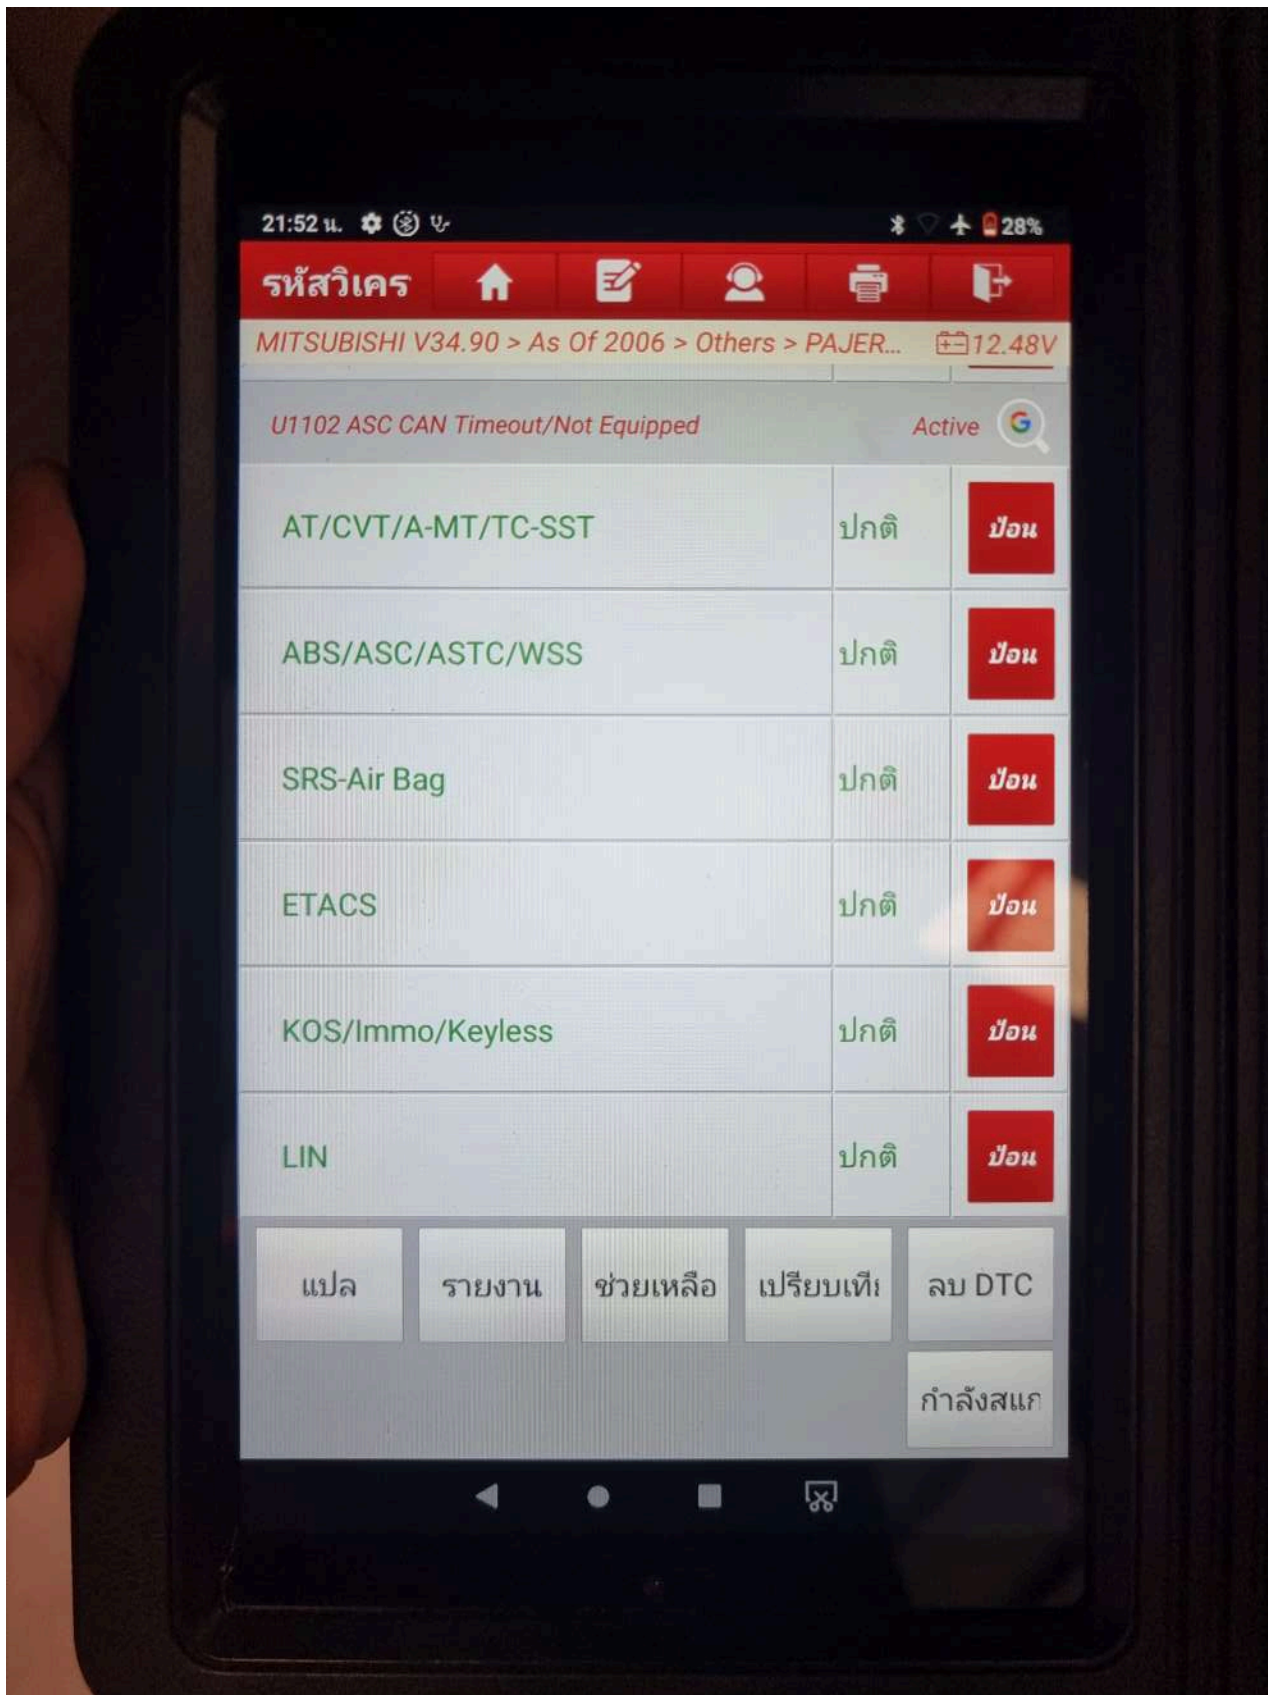 21:52 น. 28%
รหัสวิเคร
MITSUBISHI V34.90 > As Of 2006 > Others > PAJER... 12.48V
U1102 ASC CAN Timeout/Not Equipped Active G
AT/CVT/A-MT/TC-SST ปกติ ป้อน
ABS/ASC/ASTC/WSS ปกติ ป้อน
SRS-Air Bag ปกติ ป้อน
ETACS ปกติ ป้อน
KOS/Immo/Keyless ปกติ ป้อน
LIN ปกติ ป้อน
แปล รายงาน ช่วยเหลือ เปรียบเที ลบ DTC
กำลังสแก